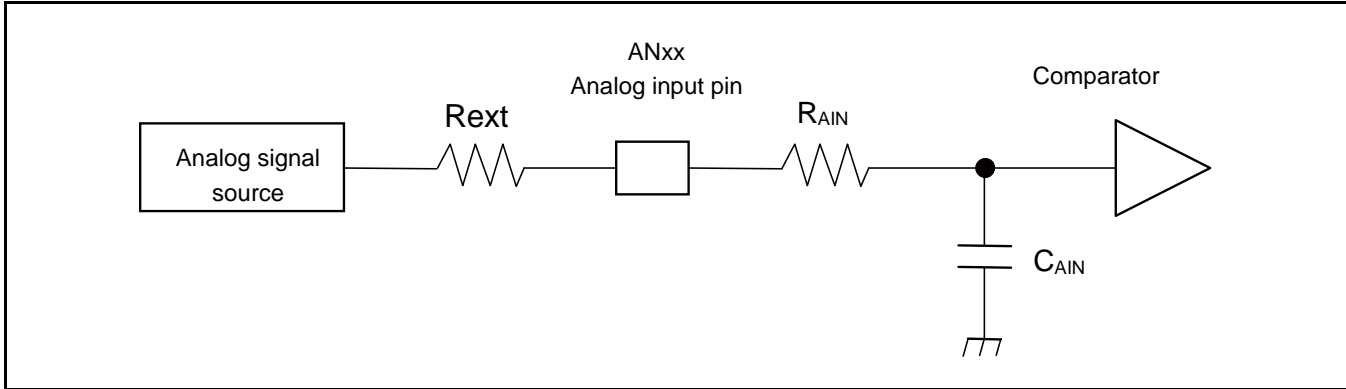 ANxx
Analog input pin
Comparator
Rext
RAIN
Analog signal
source
CAIN